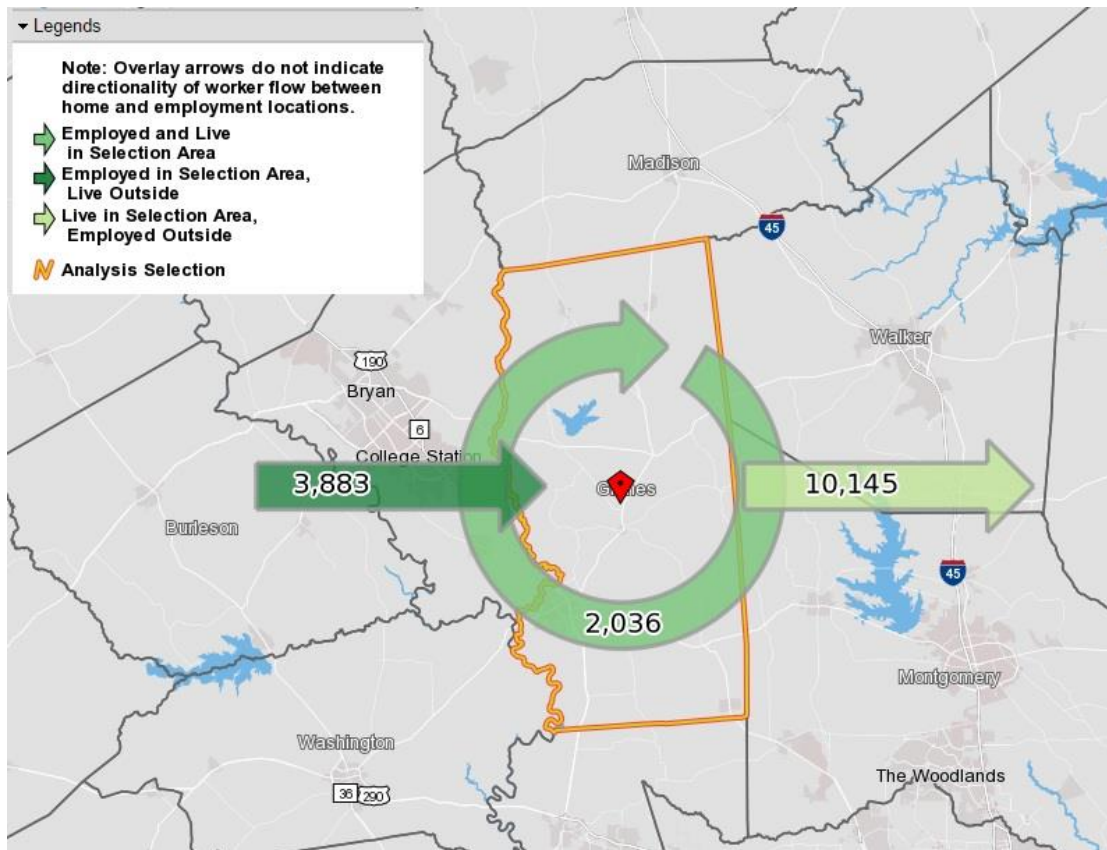 Legends
Note: Overlay arrows do not indicate
directionality of worker flow between
home and employment locations.
Employed and Live
in Selection Area
Employed in Selection Area,
Live Outside
Live in Selection Area,
Employed Outside
Analysis Selection
Madison
45
Walker
190
Bryan
6
College Station
3,883
10,145
Burleson
45
2,036
Montgomery
Washington
The Woodlands
36 290